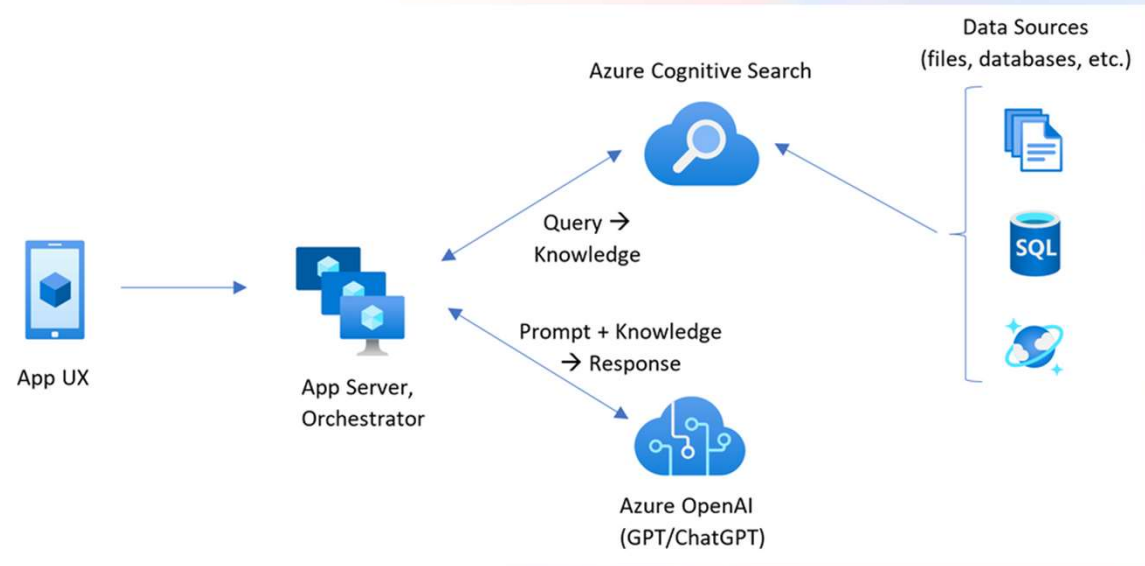 Data Sources
(files, databases, etc.)
Azure Cognitive Search
Query →
Knowledge
SQL
Prompt + Knowledge
→ Response
App UX
App Server,
Orchestrator
Azure OpenAI
(GPT/ChatGPT)